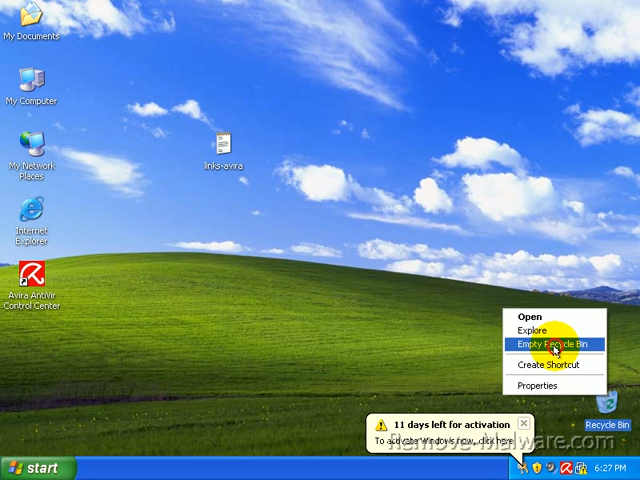 My Documents
My Computer
My Network
Places
Internet
Explorer
Avira AntiVir
Control Center
links-avira
Open
Explore
Empty Recycle Bin
Create Shortcut
Properties
Recycle Bin
11 days left for activation
To activate Windows now, click here.
Remove-Malware.com
start
6:27 PM